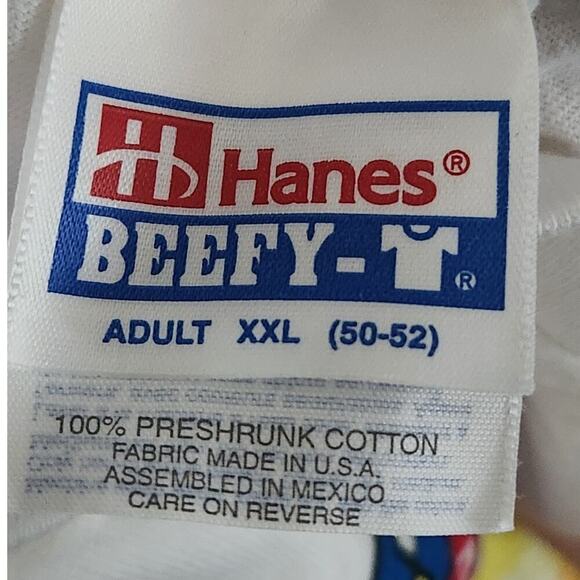 H Hanes®
BEEFY-T®
ADULT XXL (50-52)
100% PRESHRUNK COTTON
FABRIC MADE IN U.S.A.
ASSEMBLED IN MEXICO
CARE ON REVERSE